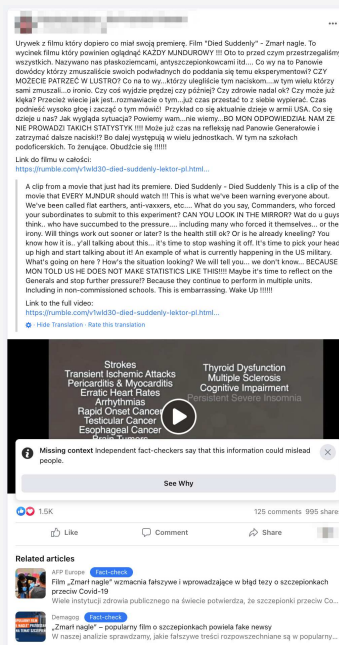 Urywek z filmu który dopiero co miał swoją premierę. Film "Died Suddenly" - Zmarł nagle. To
wycinek filmu który powinien oglądnąć KAŻDY MJNDUROWY !!! Oto to przed czym przestrzegaliśmy
wszystkich. Nazywano nas płaskoziemcami, antyszczepionkowcami itd.... Co wy na to Panowie
dowódcy którzy zmuszaliście swoich podwładnych do poddania się temu eksperymentowi? CZY
MOŻECIE PATRZEĆ W LUSTRO? Co na to wy..którzy ulegliście tym naciskom....w tym wielu którzy
sami zmuszali...o ironio. Czy coś wyjdzie prędzej czy później? Czy zdrowie nadal ok? Czy może już
klęka? Przecież wiecie jak jest..rozmawiacie o tym...już czas przestać to z siebie wypierać. Czas
podnieść wysoko głowę i zacząć o tym mówić! Przykład co się aktualnie dzieje w armii USA. Co się
dzieje u nas? Jak wygląda sytuacja? Powiemy wam...nie wiemy...BO MON ODPOWIEDZIAŁ NAM ZE
NIE PROWADZI TAKICH STATYSTYK !!!! Może już czas na refleksję nad Panowie Generałowie i
zatrzymać dalsze naciski!? Bo dalej występują w wielu jednostkach. W tym na szkołach
podoficerskich. To żenujące. Obudźcie się !!!!!!
Link do filmu w całości:
https://rumble.com/v1wld30-died-suddenly-lektor-pl.html...
A clip from a movie that just had its premiere. Died Suddenly - Died Suddenly This is a clip of the
movie that EVERY MJNDUR should watch !!! This is what we've been warning everyone about.
We've been called flat earthers, anti-vaxxers, etc.... What do you say, Commanders, who forced
your subordinates to submit to this experiment? CAN YOU LOOK IN THE MIRROR? Wat do u guys
think.. who have succumbed to the pressure.... including many who forced it themselves... or the
irony. Will things work out sooner or later? Is the health still ok? Or is he already kneeling? You
know how it is.. y'all talking about this... it's time to stop washing it off. It's time to pick your head
up high and start talking about it! An example of what is currently happening in the US military.
What's going on here ? How's the situation looking? We will tell you... we don't know... BECAUSE
MON TOLD US HE DOES NOT MAKE STATISTICS LIKE THIS!!!! Maybe it's time to reflect on the
Generals and stop further pressure!? Because they continue to perform in multiple units.
Including in non-commissioned schools. This is embarrassing. Wake Up !!!!!!
Link to the full video:
https://rumble.com/v1wld30-died-suddenly-lektor-pl.html...
Hide Translation · Rate this translation
Strokes
Transient Ischemic Attacks
Pericarditis & Myocarditis
Erratic Heart Rates
Arrhythmias
Rapid Onset Cancer
Testicular Cancer
Esophageal Cancer
Brain Tumors
Thyroid Dysfunction
Multiple Sclerosis
Cognitive Impairment
Persistent Severe Insomnia
Missing context Independent fact-checkers say that this information could mislead
people.
See Why
1.5K
125 comments 995 share
Like Comment Share
Related articles
AFP Europe Fact-check
Film „Zmarł nagle” wzmacnia fałszywe i wprowadzające w błąd tezy o szczepionkach
przeciw Covid-19
Wiele instytucji zdrowia publicznego na świecie potwierdza, że szczepionki przeciw Co...
Demagog Fact-check
„Zmarł nagle” – popularny film o szczepionkach powiela fake newsy
W naszej analizie sprawdzamy, jakie fałszywe treści rozpowszechniane są w popularny...